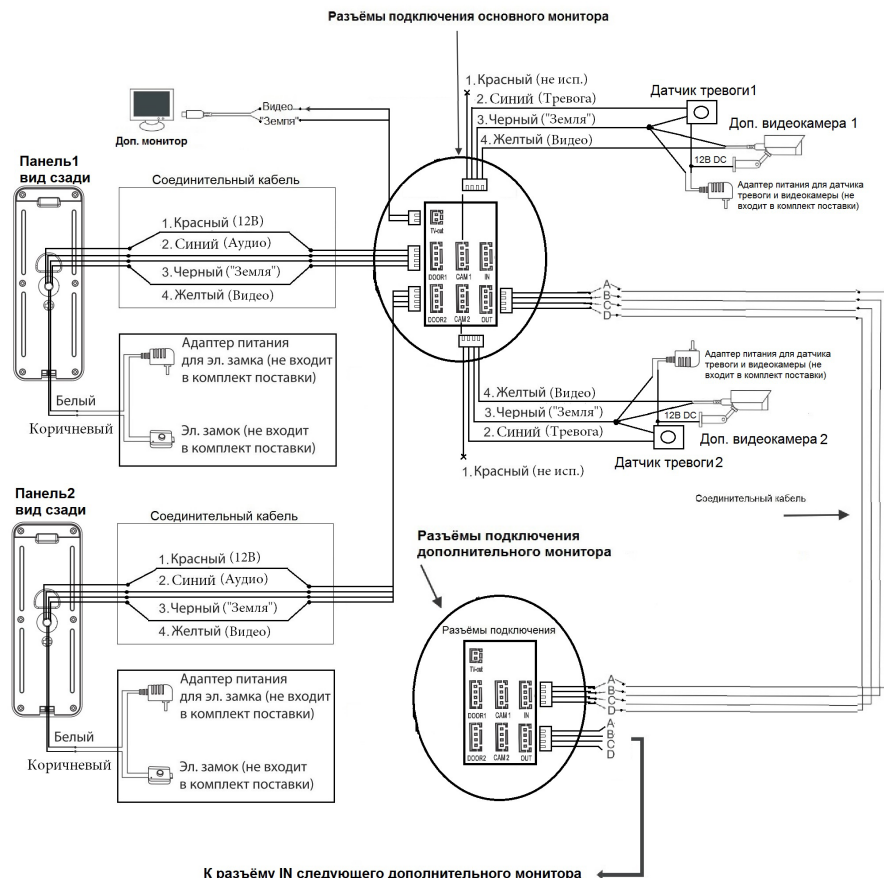 Разъёмы подключения основного монитора
1. Красный (не исп.)
2. Синий (Тревога)
3. Черный ("Земля")
4. Желтый (Видео)
Датчик тревоги1
Доп. видеокамера 1
12В DC
Адаптер питания для датчика
тревоги и видеокамеры (не
входит в комплект поставки)
Видео
"Земля"
Доп. монитор
Панель1
вид сзади
Соединительный кабель
1. Красный (12В)
2. Синий (Аудио)
3. Черный ("Земля")
4. Желтый (Видео)
TV-out
DOOR1 CAM 1 IN
DOOR2 CAM 2 OUT
A
B
C
D
A
B
C
D
Адаптер питания
для эл. замка (не входит
в комплект поставки)
Белый
Коричневый
Эл. замок (не входит
в комплект поставки)
Адаптер питания для датчика
тревоги и видеокамеры (не
входит в комплект поставки)
4. Желтый (Видео)
3. Черный ("Земля")
2. Синий (Тревога)
1. Красный (не исп.)
12В DC
Доп. видеокамера 2
Датчик тревоги2
Соединительный кабель
Панель2
вид сзади
Соединительный кабель
1. Красный (12В)
2. Синий (Аудио)
3. Черный ("Земля")
4. Желтый (Видео)
Разъёмы подключения
дополнительного монитора
Разъёмы подключения
TV-out
DOOR1 CAM 1 IN
DOOR2 CAM 2 OUT
A
B
C
D
A
B
C
D
A
B
C
D
Адаптер питания
для эл. замка (не входит
в комплект поставки)
Белый
Коричневый
Эл. замок (не входит
в комплект поставки)
К разъёму IN следующего дополнительного монитора